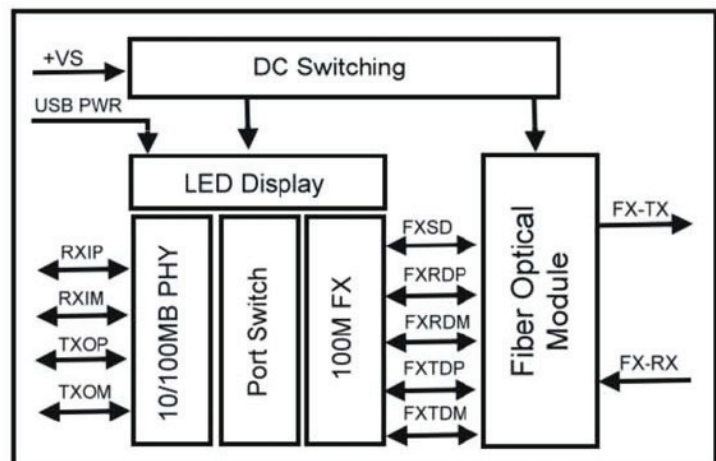 +VS
DC Switching
USB PWR
LED Display
RXIP
RXIM
TXOP
TXOM
10/100MB PHY
Port Switch
100M FX
FXSD
FXRDP
FXRDM
FXTDP
FXTDM
Fiber Optical
Module
FX-TX
FX-RX